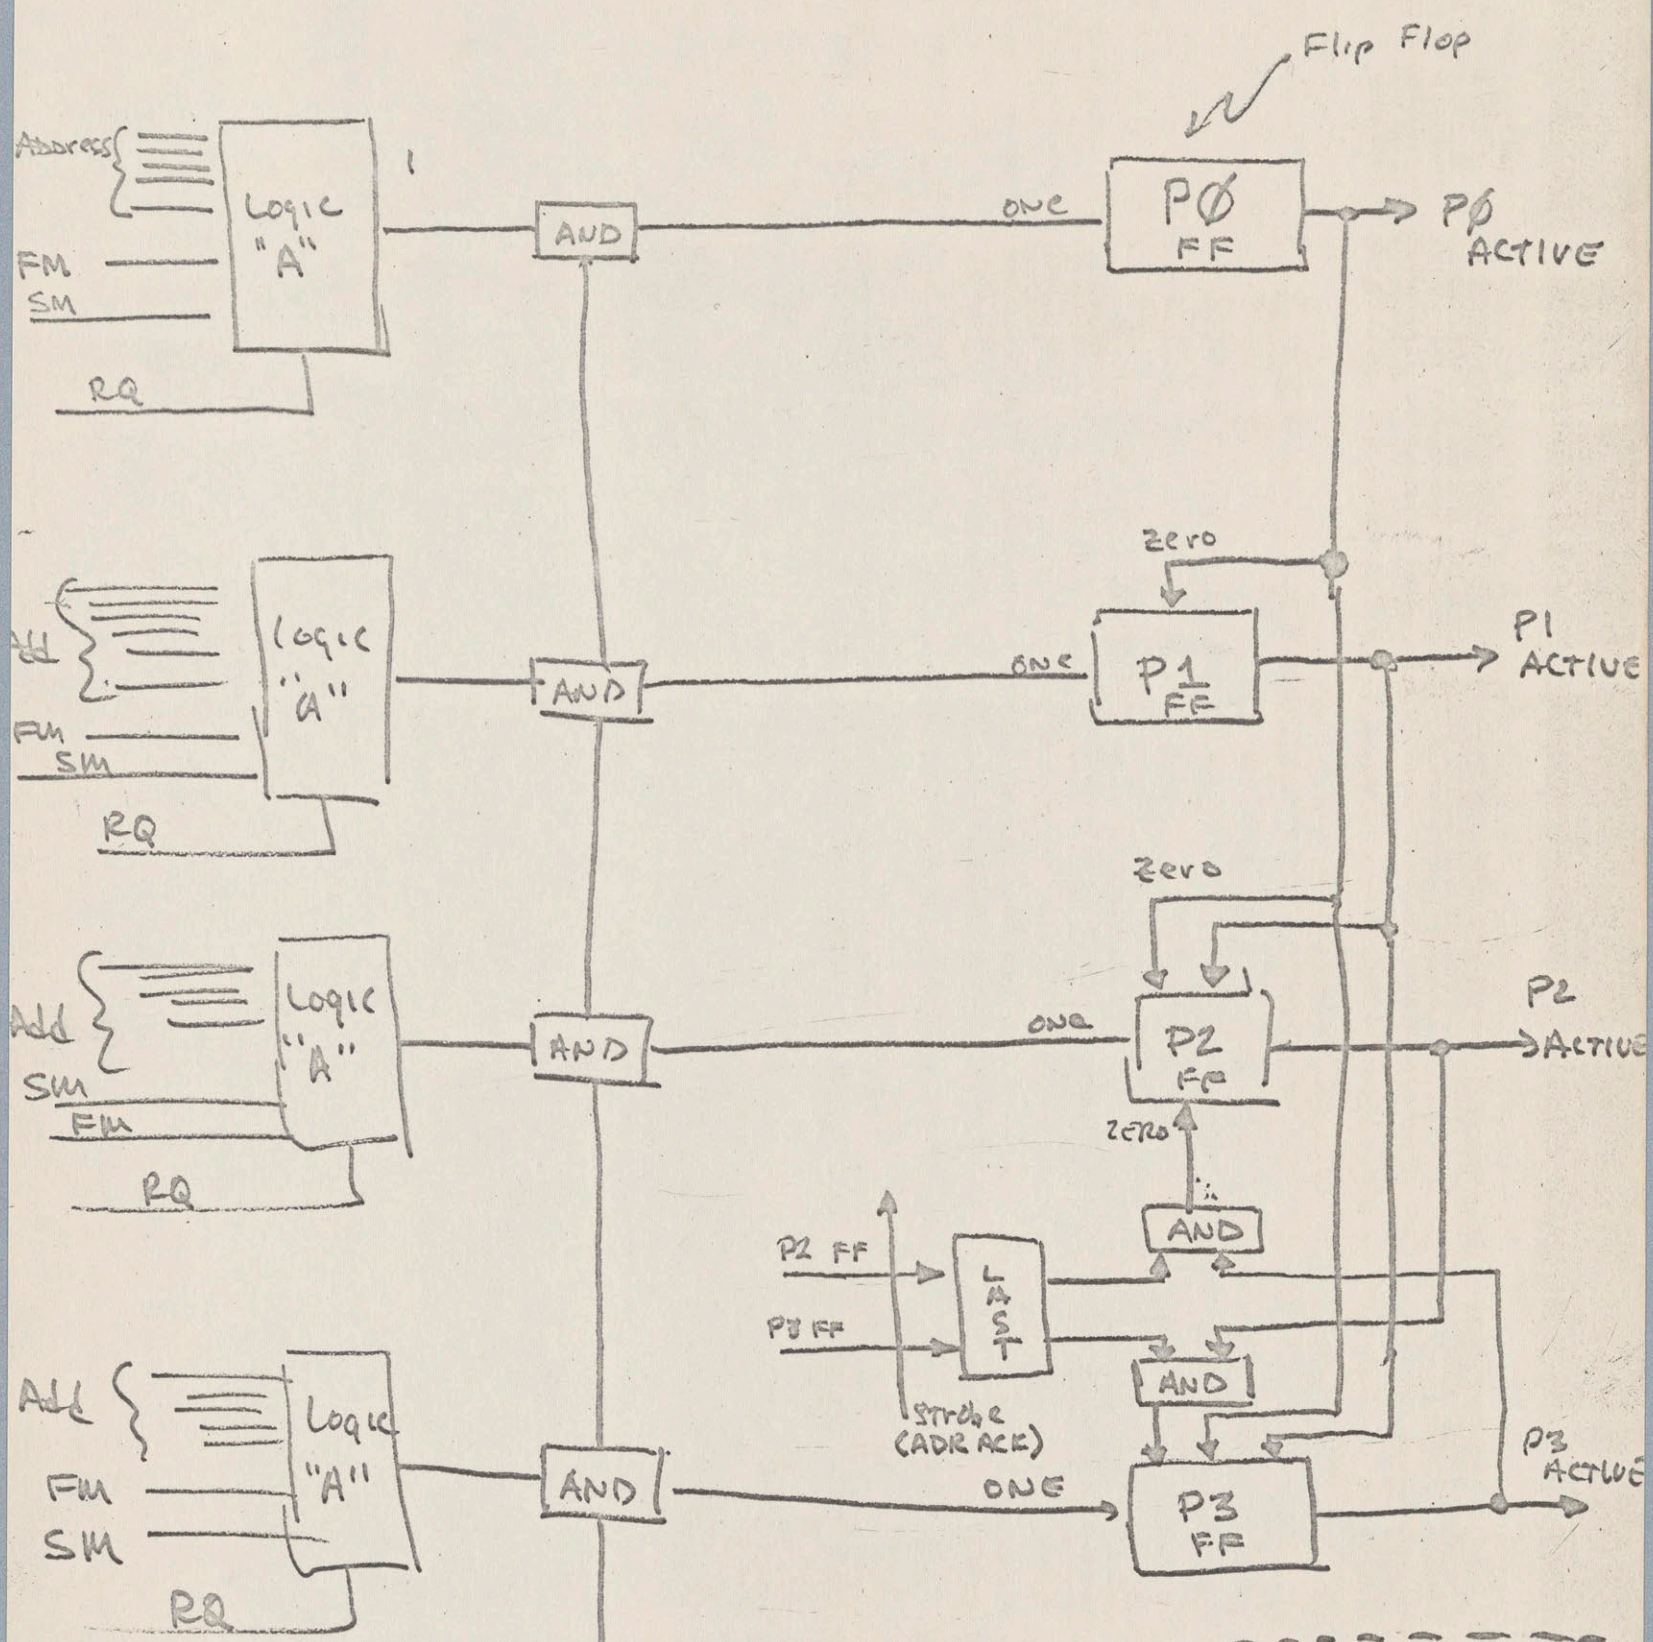 Flip Flop
Address
Logic
"A"
FM
SM
RQ
AND
ONE
PØ
FF
PØ
ACTIVE
Zero
Add
Logic
"A"
FM
SM
RQ
AND
ONE
P1
FF
P1
ACTIVE
Zero
Add
Logic
"A"
SM
FM
RQ
AND
ONE
P2
FF
P2
ACTIVE
ZERO
AND
P2 FF
P3 FF
LAST
AND
Strobe
(ADR ACK)
Add
Logic
"A"
FM
SM
RQ
AND
ONE
P3
FF
P3
ACTIVE